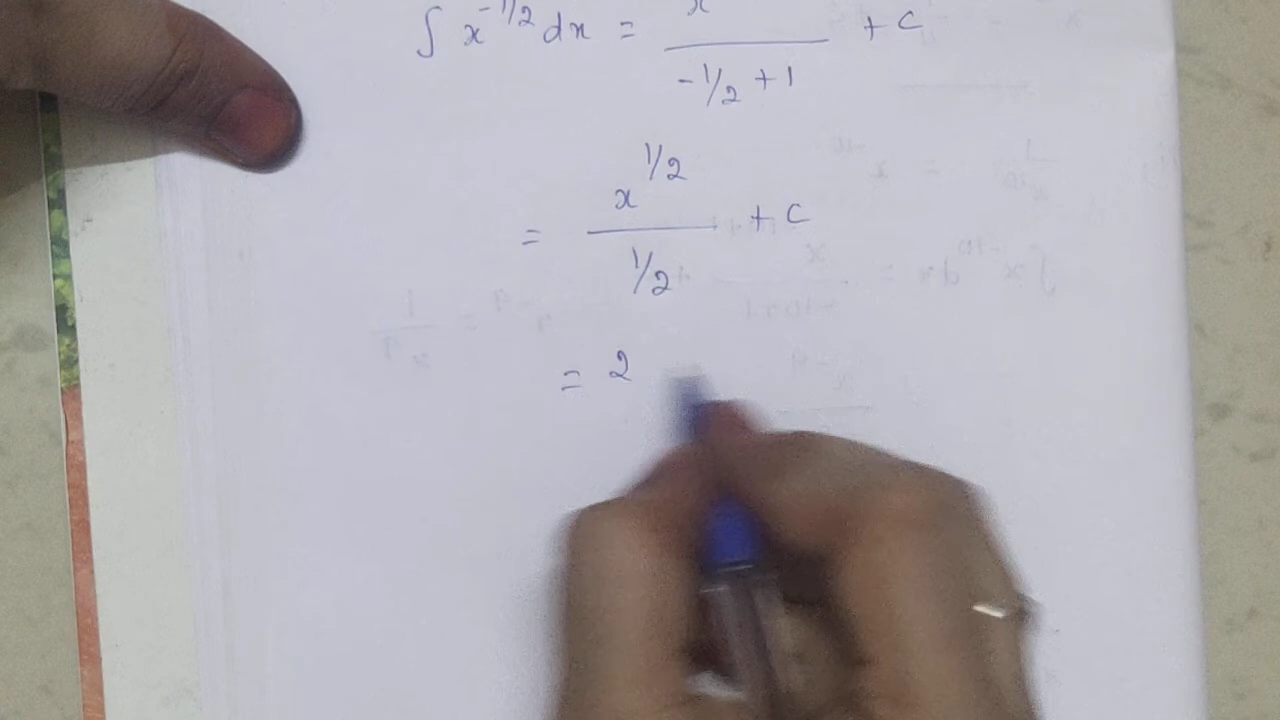 ∫ x^{-1/2} dx = x / (-1/2 + 1) + c
= x^{1/2} / (1/2) + c
= 2